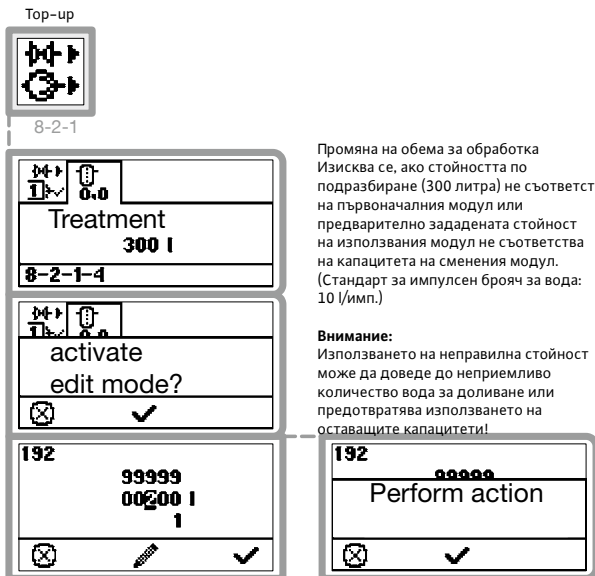 Top-up
8-2-1
1
0.0
Treatment
300 l
8-2-1-4
1
activate
edit mode?
192
99999
00200 l
1
Промяна на обема за обработка
Изисква се, ако стойността по
подразбиране (300 литра) не съответст
на първоначалния модул или
предварително зададената стойност
на използвания модул не съответства
на капацитета на сменения модул.
(Стандарт за импулсен брояч за вода:
10 l/имп.)
Внимание:
Използването на неправилна стойност
може да доведе до неприемливо
количество вода за доливане или
предотвратява използването на
оставащите капацитети!
192
99999
Perform action